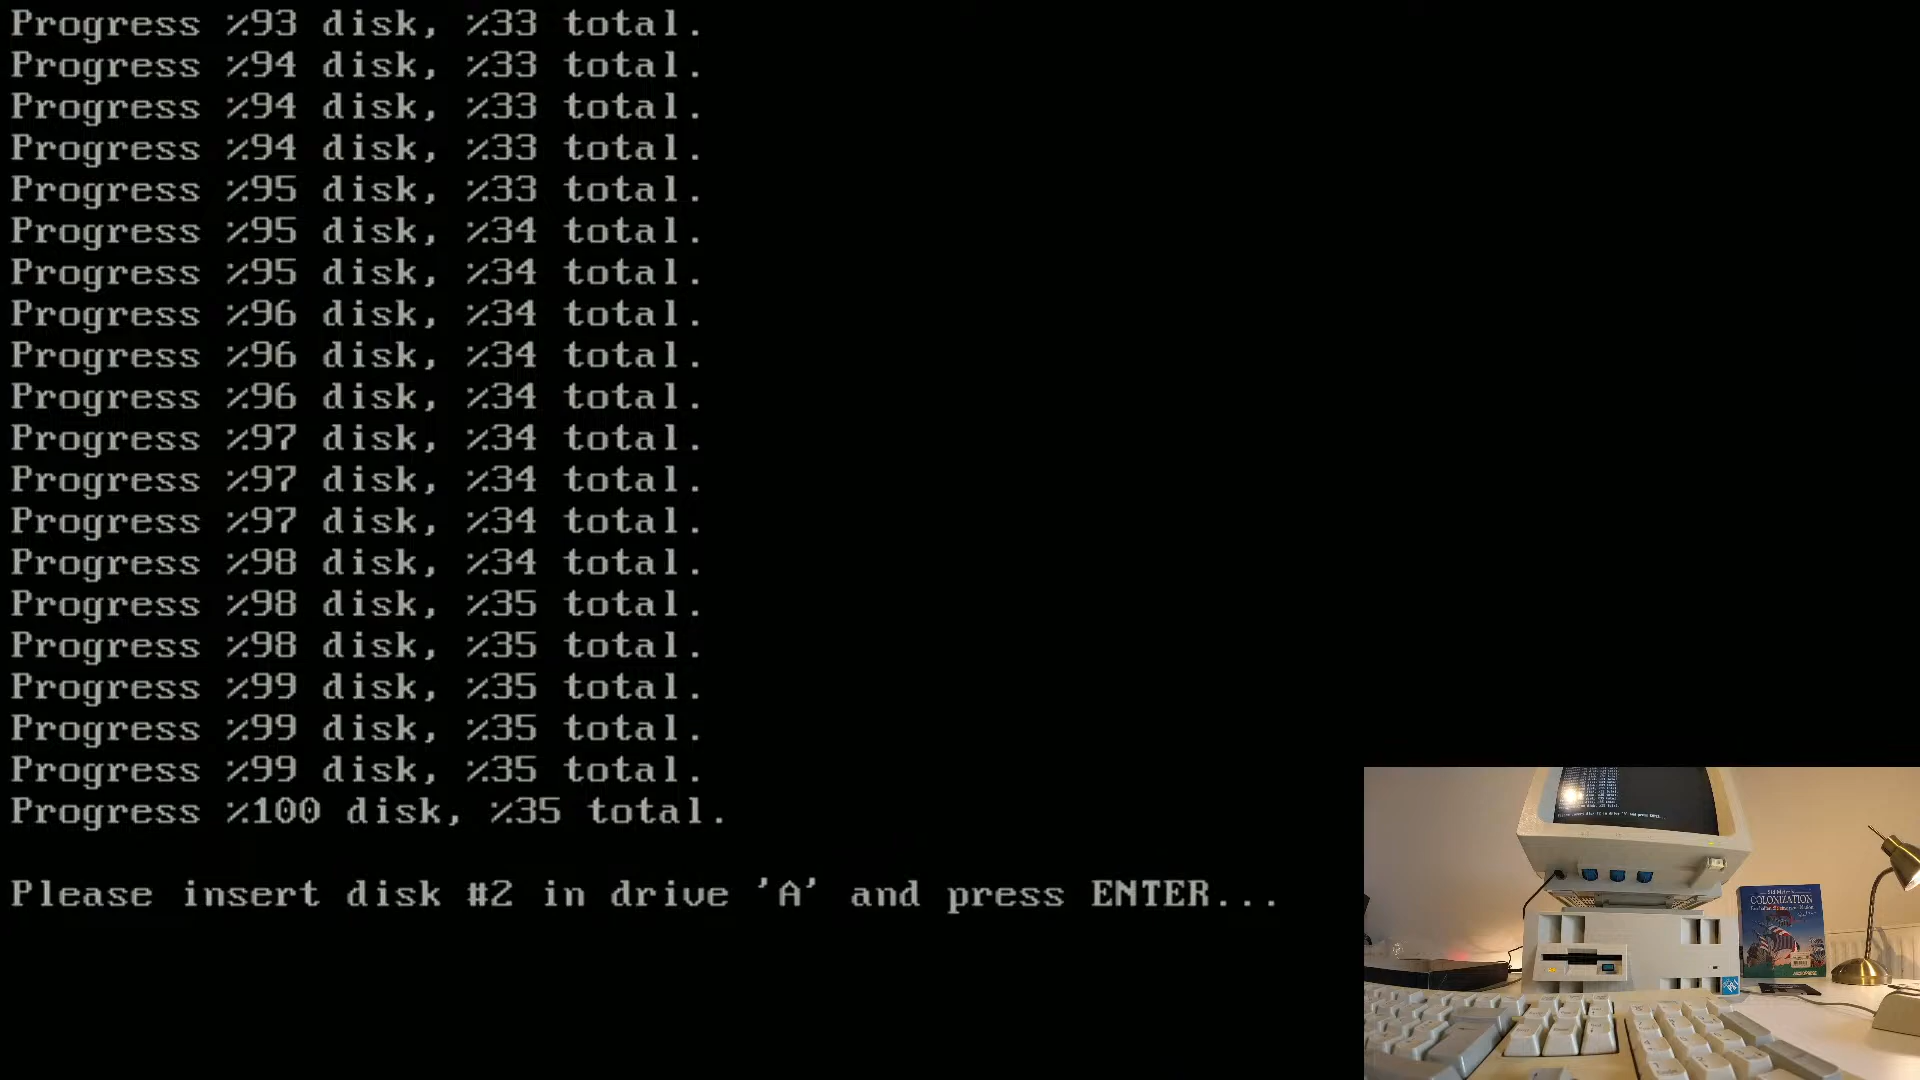 Progress %93 disk, %33 total.
Progress %94 disk, %33 total.
Progress %94 disk, %33 total.
Progress %94 disk, %33 total.
Progress %95 disk, %33 total.
Progress %95 disk, %34 total.
Progress %95 disk, %34 total.
Progress %96 disk, %34 total.
Progress %96 disk, %34 total.
Progress %96 disk, %34 total.
Progress %97 disk, %34 total.
Progress %97 disk, %34 total.
Progress %97 disk, %34 total.
Progress %98 disk, %34 total.
Progress %98 disk, %35 total.
Progress %98 disk, %35 total.
Progress %99 disk, %35 total.
Progress %99 disk, %35 total.
Progress %99 disk, %35 total.
Progress %100 disk, %35 total.
Please insert disk #2 in drive 'A' and press ENTER...
Sid Meier's
COLONIZATION
MICROPROSE